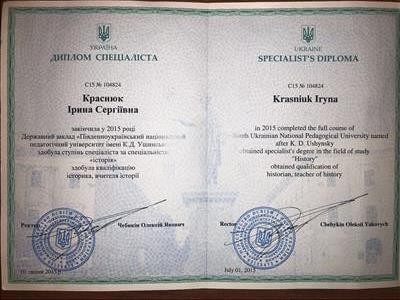 УКРАЇНА
ДИПЛОМ СПЕЦІАЛІСТА
С15 № 104824
Краснюк
Ірина Сергіївна
закінчила у 2015 році
Державний заклад «Південноукраїнський національний
педагогічний університет імені К.Д. Ушинського»
здобула ступінь спеціаліста за спеціальністю
«історія»
здобула кваліфікацію
історика, вчителя історії
Ректор
Чебикін Олексій Якович
01 липня 2015 р.
UKRAINE
SPECIALIST'S DIPLOMA
C15 № 104824
Krasniuk Iryna
in 2015 completed the full course of
South Ukrainian National Pedagogical University named
after K. D. Ushynsky
obtained specialist's degree in the field of study
"History"
obtained qualification of
historian, teacher of history
Rector
Chebykin Oleksii Yakovych
July 01, 2015